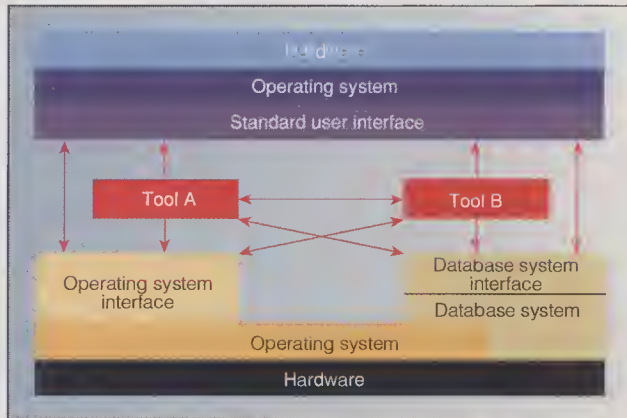 Operating system
Standard user interface
Tool A
Tool B
Operating system
interface
Database system
interface
Database system
Operating system
Hardware